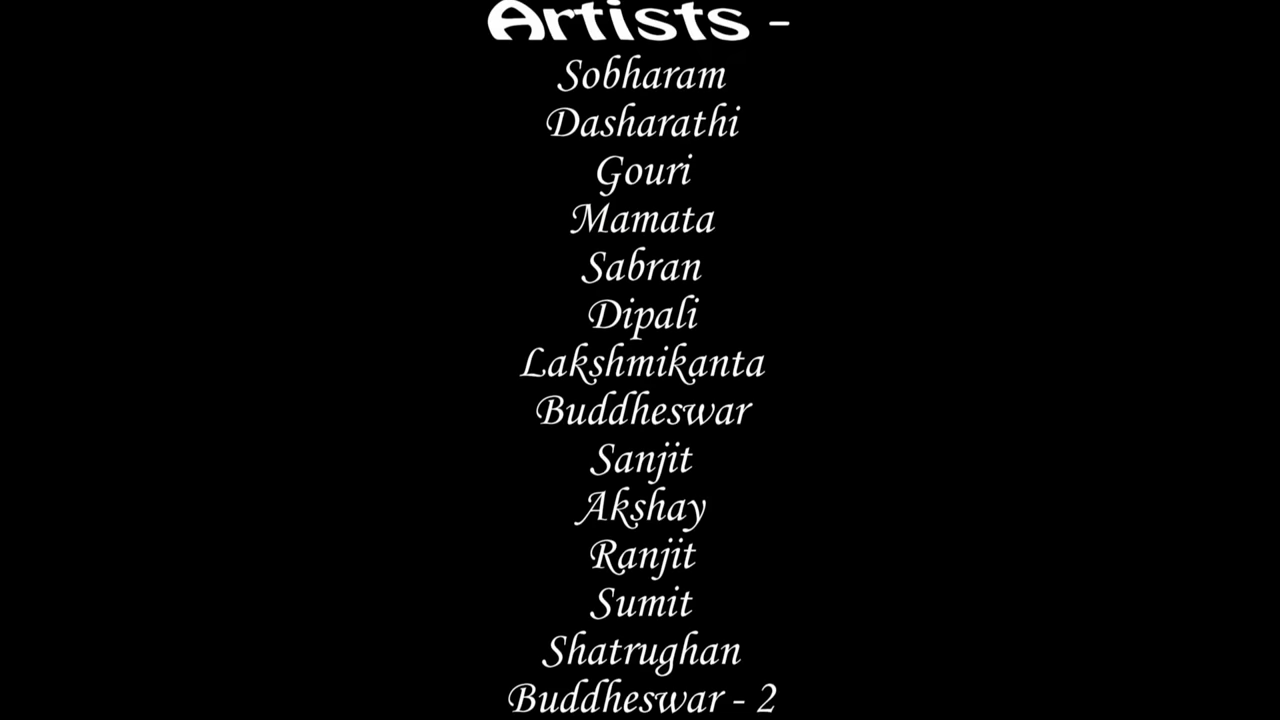 Artists -
Sobharam
Dasharathi
Gouri
Mamata
Sabran
Dipali
Lakshmikanta
Buddheswar
Sanjit
Akshay
Ranjit
Sumit
Shatrughan
Buddheswar - 2